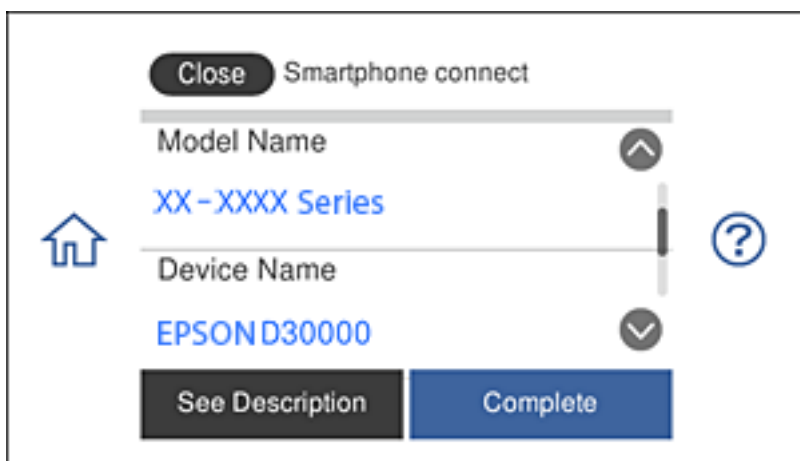 Close Smartphone connect
Model Name
XX-XXXX Series
Device Name
EPSON D30000
See Description Complete